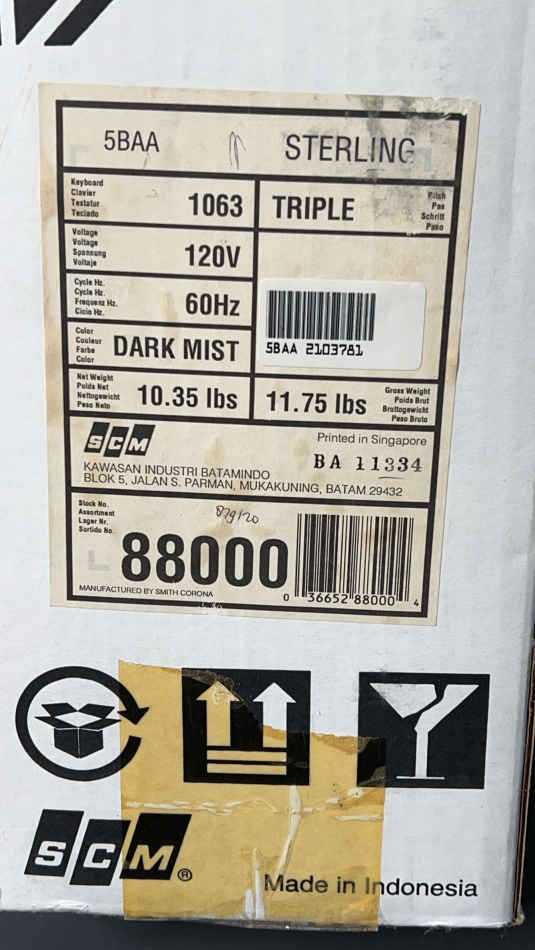 5BAA STERLING
Keyboard
Clavier
Tastatur
Teclado
1063
TRIPLE
Pitch
Pas
Schritt
Paso
Voltage
Voltage
Spannung
Voltaje
120V
Cycle Hz.
Cycle Hz.
Frequenz Hz.
Ciclo Hz.
60Hz
5BAA 2103781
Color
Couleur
Farbe
Color
DARK MIST
Net Weight
Poids Net
Nettogewicht
Peso Neto
10.35 lbs
11.75 lbs
Gross Weight
Poids Brut
Bruttogewicht
Peso Bruto
SCM
Printed in Singapore
BA 11334
KAWASAN INDUSTRI BATAMINDO
BLOK 5, JALAN S. PARMAN, MUKAKUNING, BATAM 29432
Stock No.
Assortment
Lager Nr.
Surtido No.
88000
0 36652 88000 4
MANUFACTURED BY SMITH CORONA
SCM®
Made in Indonesia